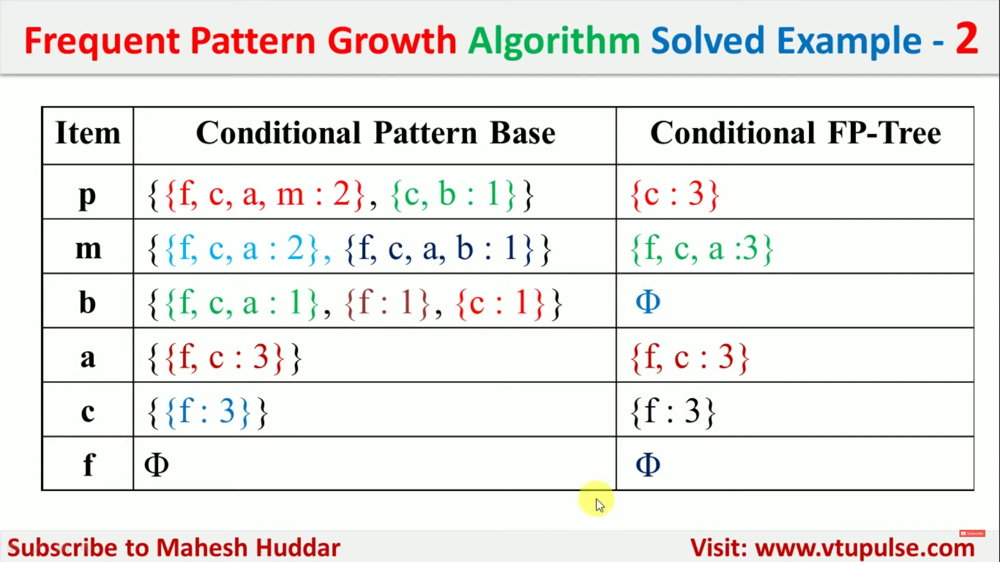 Frequent Pattern Growth Algorithm Solved Example - 2
Item Conditional Pattern Base Conditional FP-Tree
p {{f, c, a, m : 2}, {c, b : 1}} {c : 3}
m {{f, c, a : 2}, {f, c, a, b : 1}} {f, c, a :3}
b {{f, c, a : 1}, {f : 1}, {c : 1}} Φ
a {{f, c : 3}} {f, c : 3}
c {{f : 3}} {f : 3}
f Φ Φ
Subscribe
Subscribe to Mahesh Huddar Visit: www.vtupulse.com